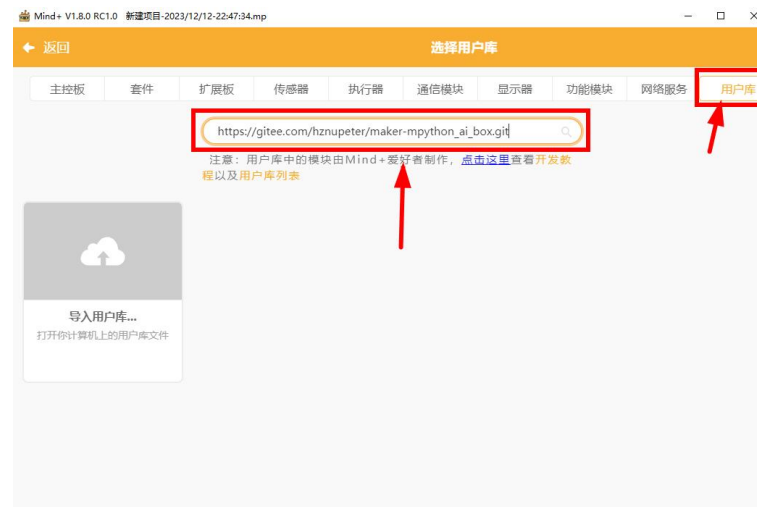 Mind+ V1.8.0 RC1.0 新建项目-2023/12/12-22:47:34.mp
返回 选择用户库
主控板 套件 扩展板 传感器 执行器 通信模块 显示器 功能模块 网络服务 用户库
https://gitee.com/hznupeter/maker-mpython_ai_box.git
注意：用户库中的模块由Mind+爱好者制作，点击这里查看开发教
程以及用户库列表
导入用户库...
打开你计算机上的用户库文件